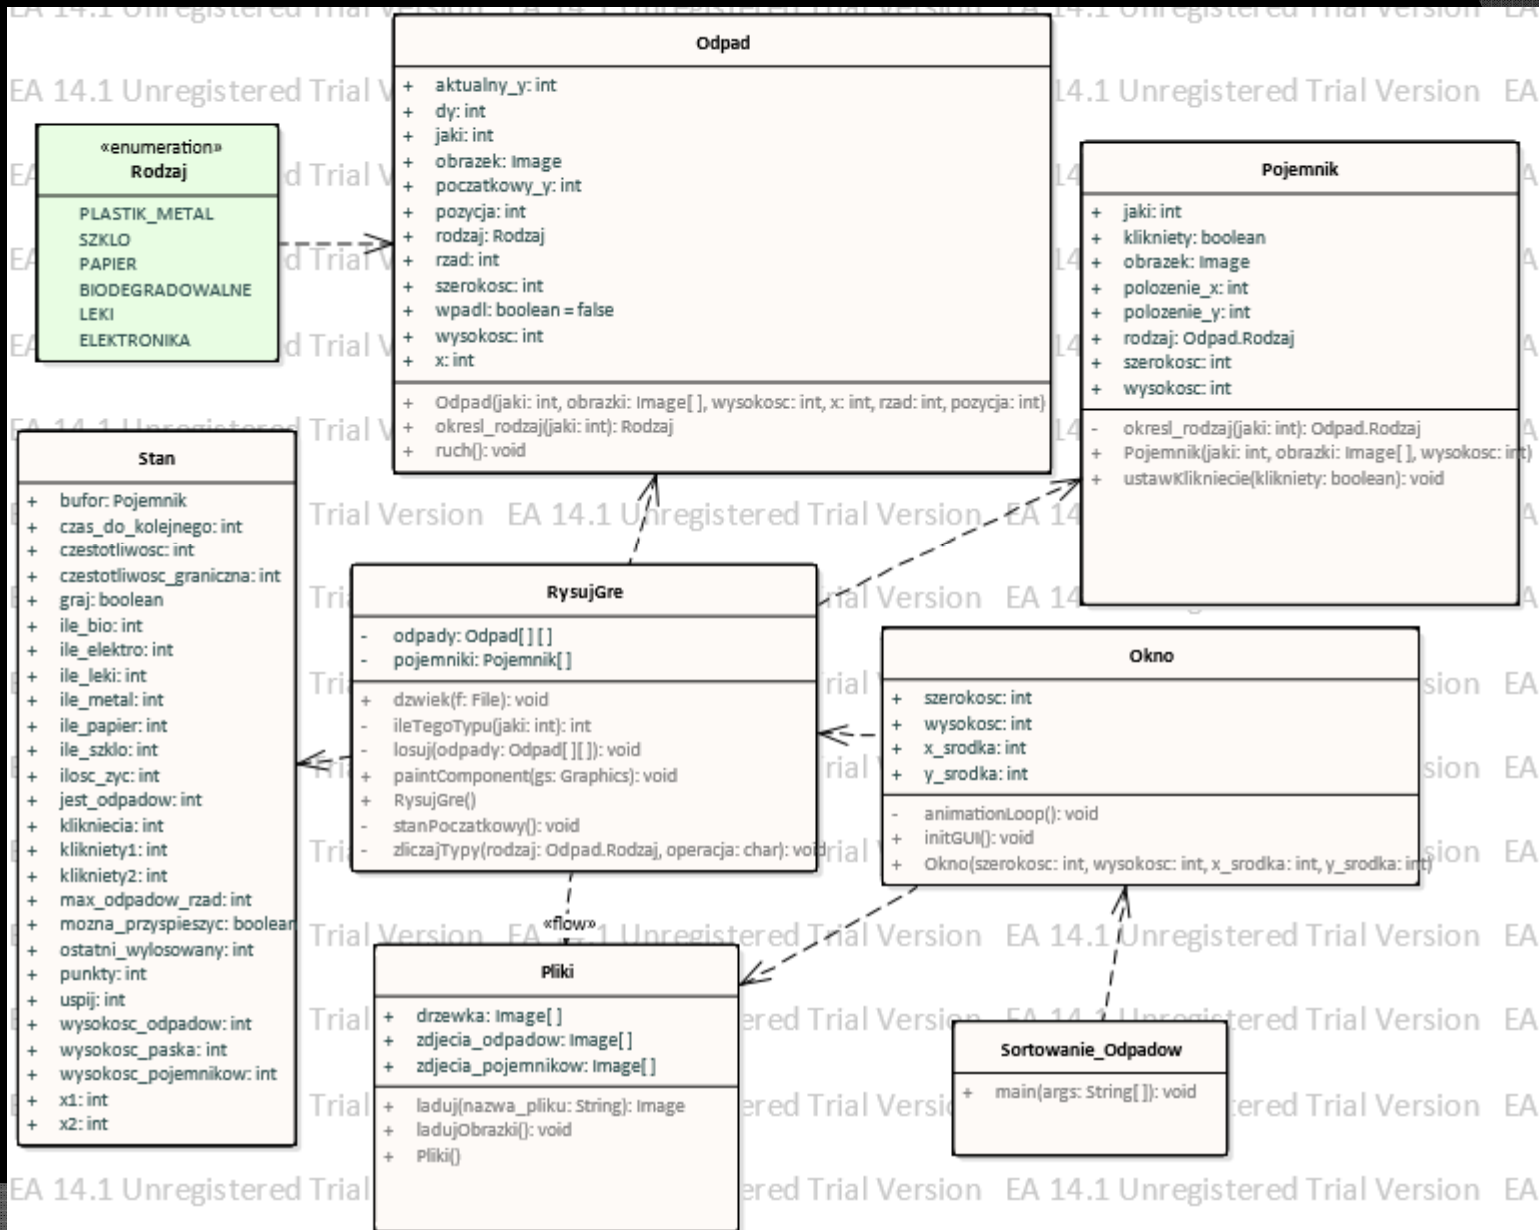 EA 14.1 Unregistered Trial Version
Odpad
+ aktualny_y: int
+ dy: int
+ jaki: int
+ obrazek: Image
+ poczatkowy_y: int
+ pozycja: int
+ rodzaj: Rodzaj
+ rzad: int
+ szerokosc: int
+ wpadl: boolean = false
+ wysokosc: int
+ x: int
+ Odpad(jaki: int, obrazki: Image[ ], wysokosc: int, x: int, rzad: int, pozycja: int)
+ okresl_rodzaj(jaki: int): Rodzaj
+ ruch(): void
«enumeration»
Rodzaj
PLASTIK_METAL
SZKLO
PAPIER
BIODEGRADOWALNE
LEKI
ELEKTRONIKA
Pojemnik
+ jaki: int
+ klikniety: boolean
+ obrazek: Image
+ polozenie_x: int
+ polozenie_y: int
+ rodzaj: Odpad.Rodzaj
+ szerokosc: int
+ wysokosc: int
- okresl_rodzaj(jaki: int): Odpad.Rodzaj
+ Pojemnik(jaki: int, obrazki: Image[ ], wysokosc: int)
+ ustawKlikniecie(klikniety: boolean): void
Stan
+ bufor: Pojemnik
+ czas_do_kolejnego: int
+ czestotliwosc: int
+ czestotliwosc_graniczna: int
+ graj: boolean
+ ile_bio: int
+ ile_elektro: int
+ ile_leki: int
+ ile_metal: int
+ ile_papier: int
+ ile_szklo: int
+ ilosc_zyc: int
+ jest_odpadow: int
+ klikniecia: int
+ klikniety1: int
+ klikniety2: int
+ max_odpadow_rzad: int
+ mozna_przyspieszyc: boolean
+ ostatni_wylosowany: int
+ punkty: int
+ uspij: int
+ wysokosc_odpadow: int
+ wysokosc_paska: int
+ wysokosc_pojemnikow: int
+ x1: int
+ x2: int
RysujGre
- odpady: Odpad[ ] [ ]
- pojemniki: Pojemnik[ ]
+ dzwiek(f: File): void
- ileTegoTypu(jaki: int): int
- losuj(odpady: Odpad[ ][ ]): void
+ paintComponent(gs: Graphics): void
+ RysujGre()
- stanPoczatkowy(): void
- zliczajTypy(rodzaj: Odpad.Rodzaj, operacja: char): void
Okno
+ szerokosc: int
+ wysokosc: int
+ x_srodka: int
+ y_srodka: int
- animationLoop(): void
+ initGUI(): void
+ Okno(szerokosc: int, wysokosc: int, x_srodka: int, y_srodka: int)
«flow»
Pliki
+ drzewka: Image[ ]
+ zdjecia_odpadow: Image[ ]
+ zdjecia_pojemnikow: Image[ ]
+ laduj(nazwa_pliku: String): Image
+ ladujObrazki(): void
+ Pliki()
Sortowanie_Odpadow
+ main(args: String[ ]): void